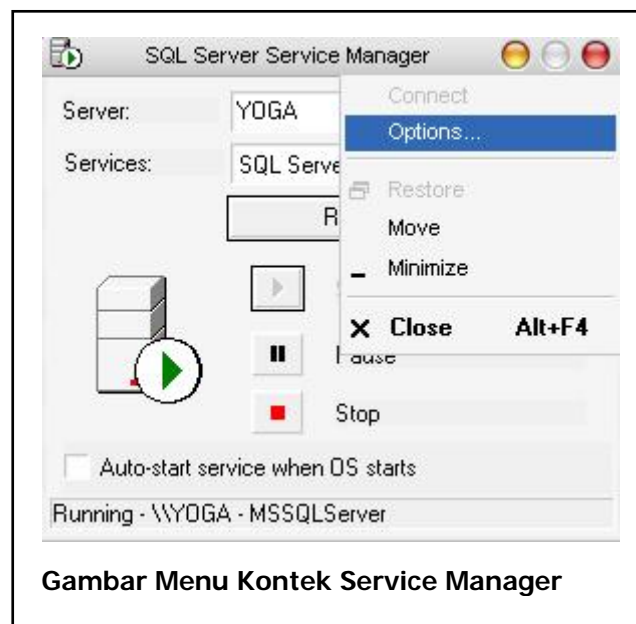 SQL Server Service Manager
Connect
Server: YOGA
Options...
Services: SQL Serve
Restore
R
Move
Minimize
Close Alt+F4
Pause
Stop
Auto-start service when OS starts
Running - \\YOGA - MSSQLServer
Gambar Menu Kontek Service Manager